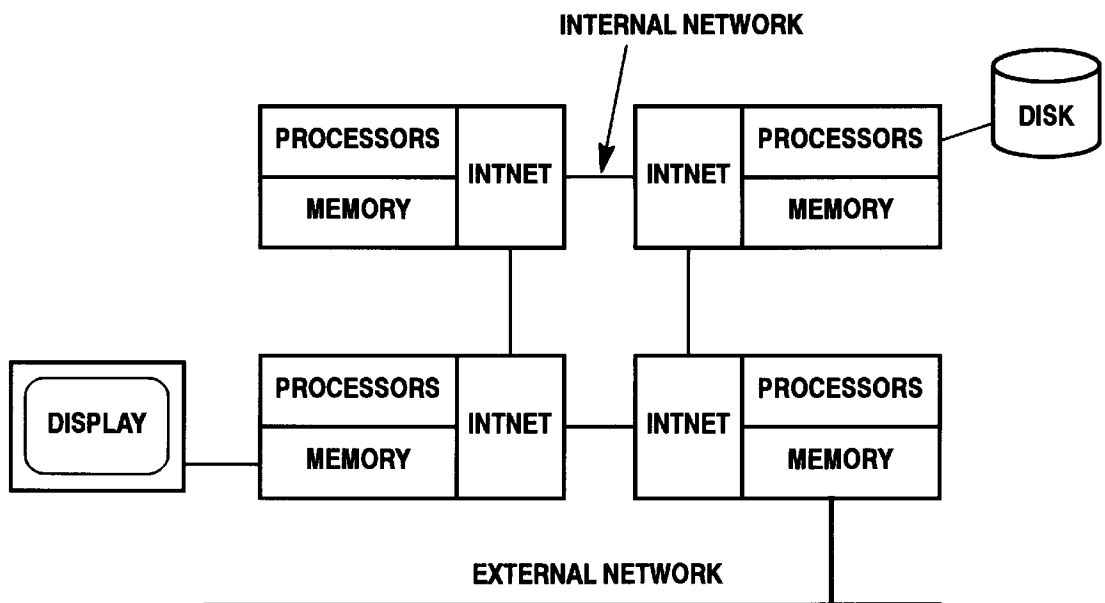 INTERNAL NETWORK
DISK
PROCESSORS
MEMORY
INTNET
INTNET
PROCESSORS
MEMORY
DISPLAY
PROCESSORS
MEMORY
INTNET
INTNET
PROCESSORS
MEMORY
EXTERNAL NETWORK